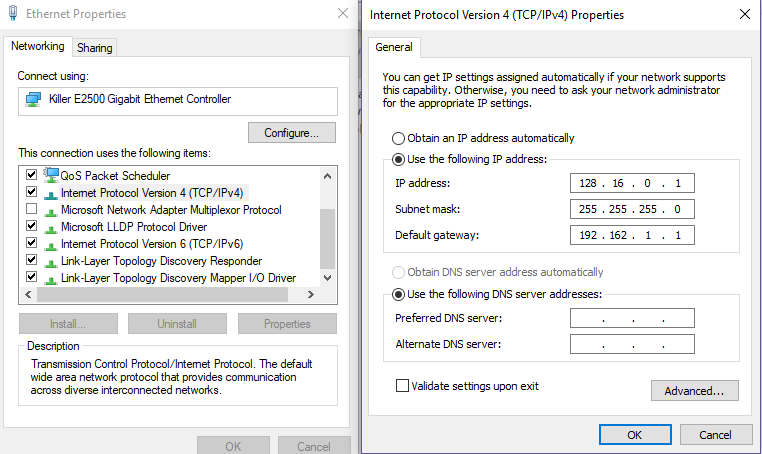 Ethernet Properties
Networking
Sharing
Connect using:
Killer E2500 Gigabit Ethernet Controller
Configure...
This connection uses the following items:
QoS Packet Scheduler
Internet Protocol Version 4 (TCP/IPv4)
Microsoft Network Adapter Multiplexor Protocol
Microsoft LLDP Protocol Driver
Internet Protocol Version 6 (TCP/IPv6)
Link-Layer Topology Discovery Responder
Link-Layer Topology Discovery Mapper I/O Driver
Install...
Uninstall
Properties
Description
Transmission Control Protocol/Internet Protocol. The default
wide area network protocol that provides communication
across diverse interconnected networks.
OK
Cancel
Internet Protocol Version 4 (TCP/IPv4) Properties
General
You can get IP settings assigned automatically if your network supports
this capability. Otherwise, you need to ask your network administrator
for the appropriate IP settings.
Obtain an IP address automatically
Use the following IP address:
IP address: 128 . 16 . 0 . 1
Subnet mask: 255 . 255 . 255 . 0
Default gateway: 192 . 162 . 1 . 1
Obtain DNS server address automatically
Use the following DNS server addresses:
Preferred DNS server: . . .
Alternate DNS server: . . .
Validate settings upon exit
Advanced...
OK
Cancel